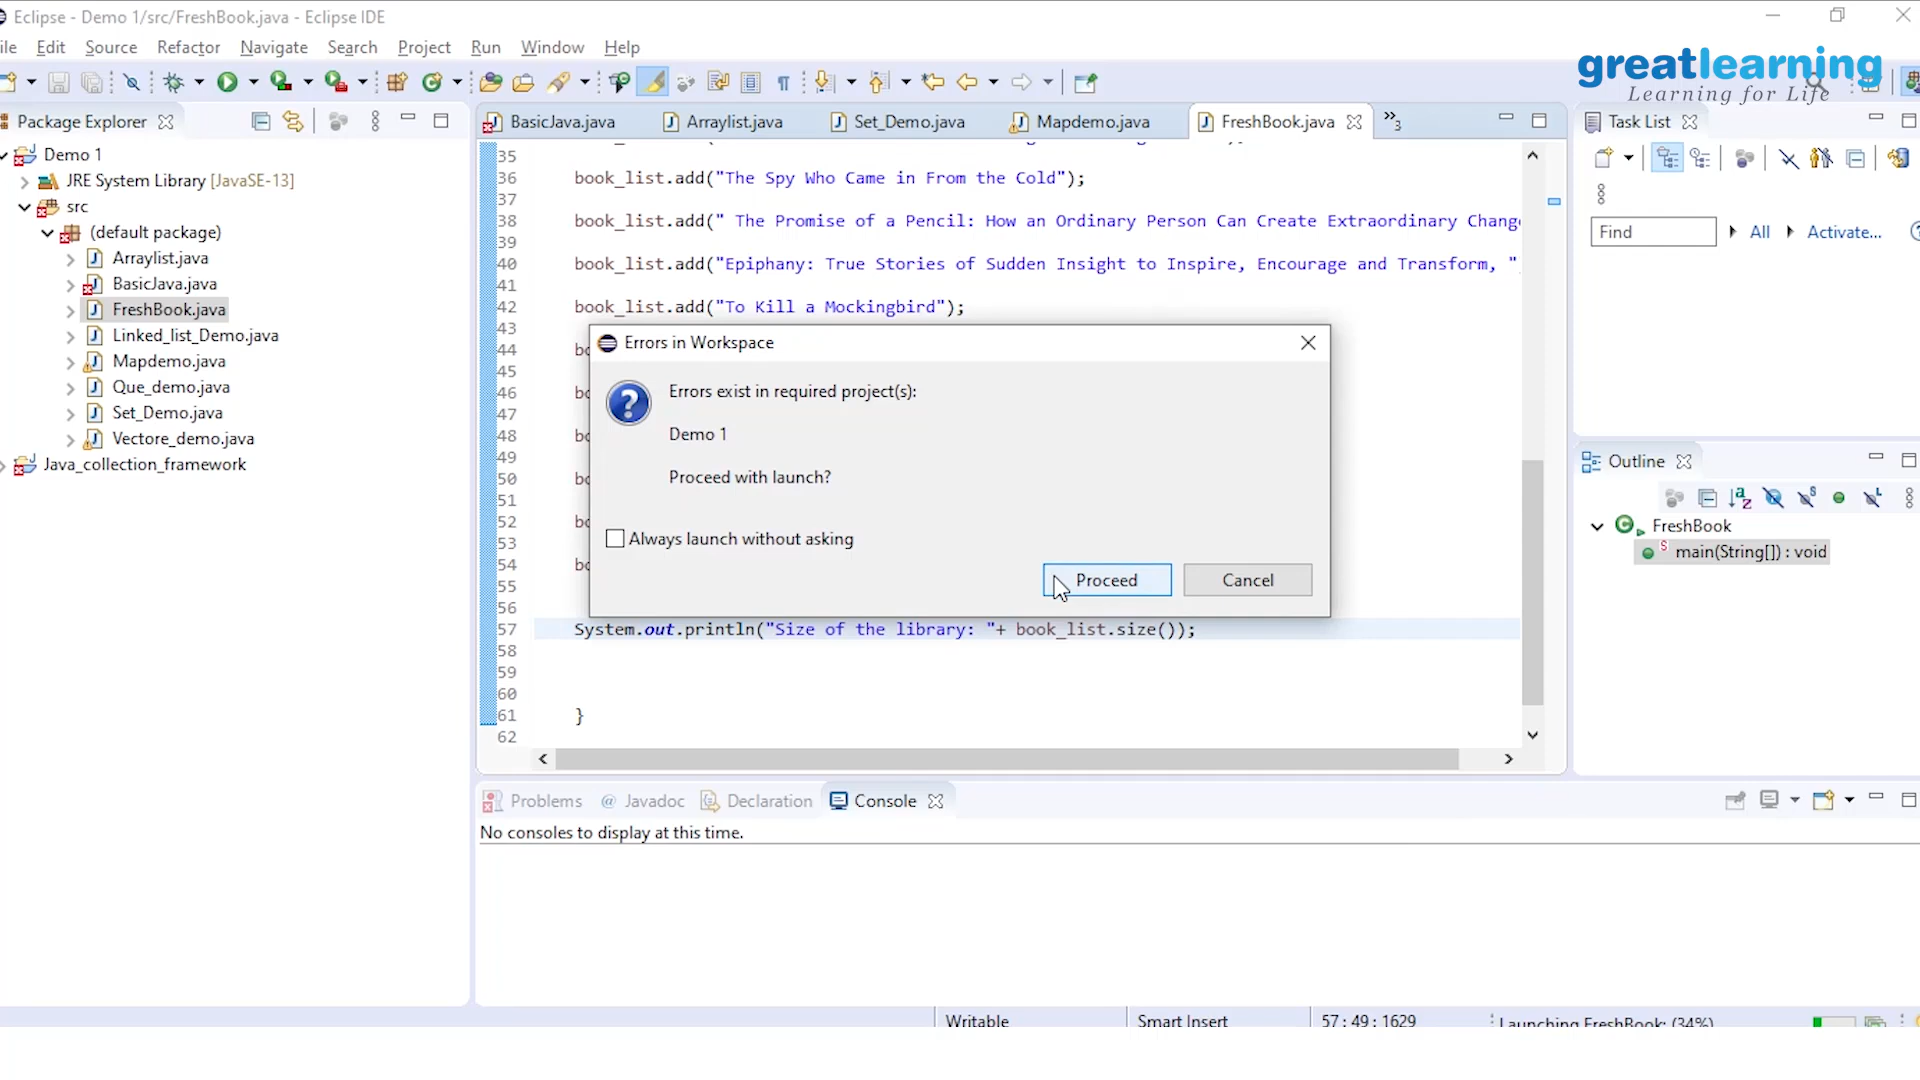 Eclipse - Demo 1/src/FreshBook.java - Eclipse IDE
ile Edit Source Refactor Navigate Search Project Run Window Help
greatlearning
Learning for Life
Package Explorer
Demo 1
JRE System Library [JavaSE-13]
src
(default package)
Arraylist.java
BasicJava.java
FreshBook.java
Linked_list_Demo.java
Mapdemo.java
Que_demo.java
Set_Demo.java
Vectore_demo.java
Java_collection_framework
BasicJava.java Arraylist.java Set_Demo.java Mapdemo.java FreshBook.java »3
35
36 book_list.add("The Spy Who Came in From the Cold");
37
38 book_list.add(" The Promise of a Pencil: How an Ordinary Person Can Create Extraordinary Change
39
40 book_list.add("Epiphany: True Stories of Sudden Insight to Inspire, Encourage and Transform, "
41
42 book_list.add("To Kill a Mockingbird");
43
44 bo
45
46 bo
47
48 bo
49
50 bo
51
52 bo
53
54 bo
55
56
57 System.out.println("Size of the library: "+ book_list.size());
58
59
60
61 }
62
Errors in Workspace
Errors exist in required project(s):
Demo 1
Proceed with launch?
Always launch without asking
Proceed Cancel
Task List
Find All Activate...
Outline
FreshBook
main(String[]) : void
Problems @ Javadoc Declaration Console
No consoles to display at this time.
Writable Smart Insert 57 : 49 : 1629 Launching FreshBook: (34%)